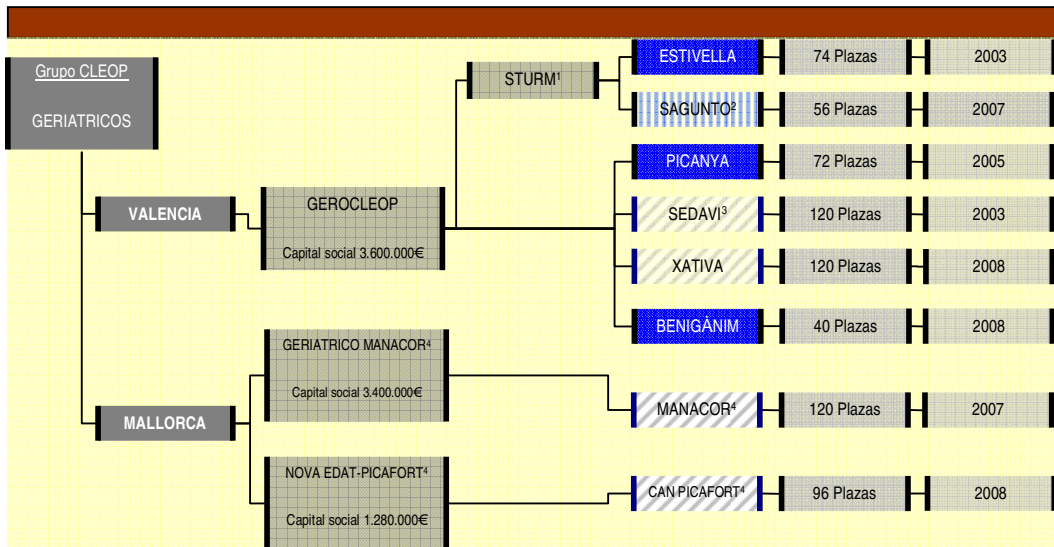 Grupo CLEOP
GERIATRICOS
VALENCIA
GEROCLEOP
Capital social 3.600.000€
STURM¹
ESTIVELLA 74 Plazas 2003
SAGUNTO² 56 Plazas 2007
PICANYA 72 Plazas 2005
SEDAVI³ 120 Plazas 2003
XATIVA 120 Plazas 2008
BENIGÀNIM 40 Plazas 2008
MALLORCA
GERIATRICO MANACOR⁴
Capital social 3.400.000€
MANACOR⁴ 120 Plazas 2007
NOVA EDAT-PICAFORT⁴
Capital social 1.280.000€
CAN PICAFORT⁴ 96 Plazas 2008